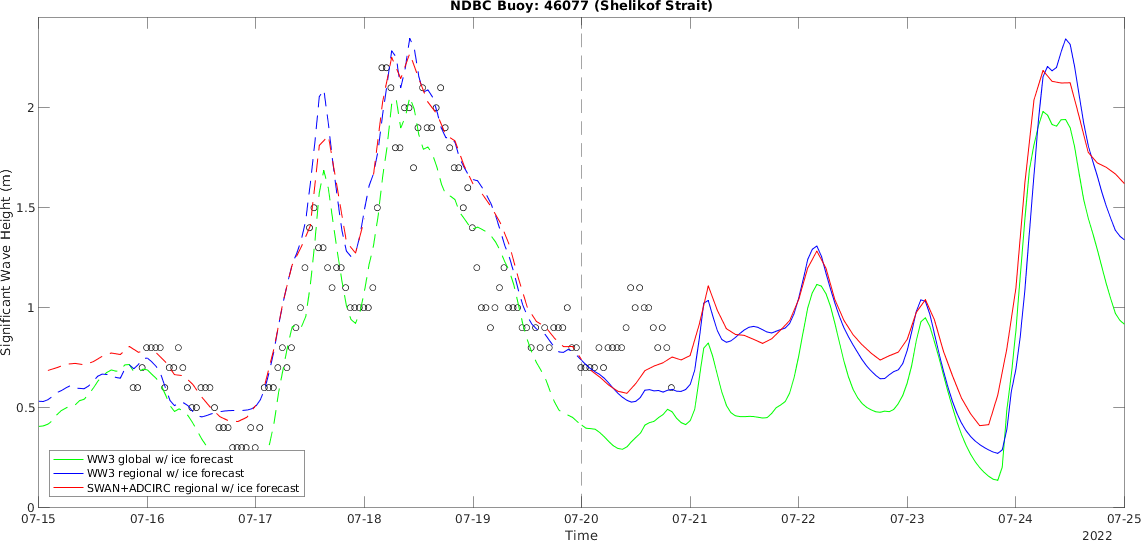 NDBC Buoy: 46077 (Shelikof Strait)
Significant Wave Height (m)
2
1.5
1
0.5
0
WW3 global w/ ice forecast
WW3 regional w/ ice forecast
SWAN+ADCIRC regional w/ ice forecast
07-15 07-16 07-17 07-18 07-19 07-20 07-21 07-22 07-23 07-24 07-25
Time
2022